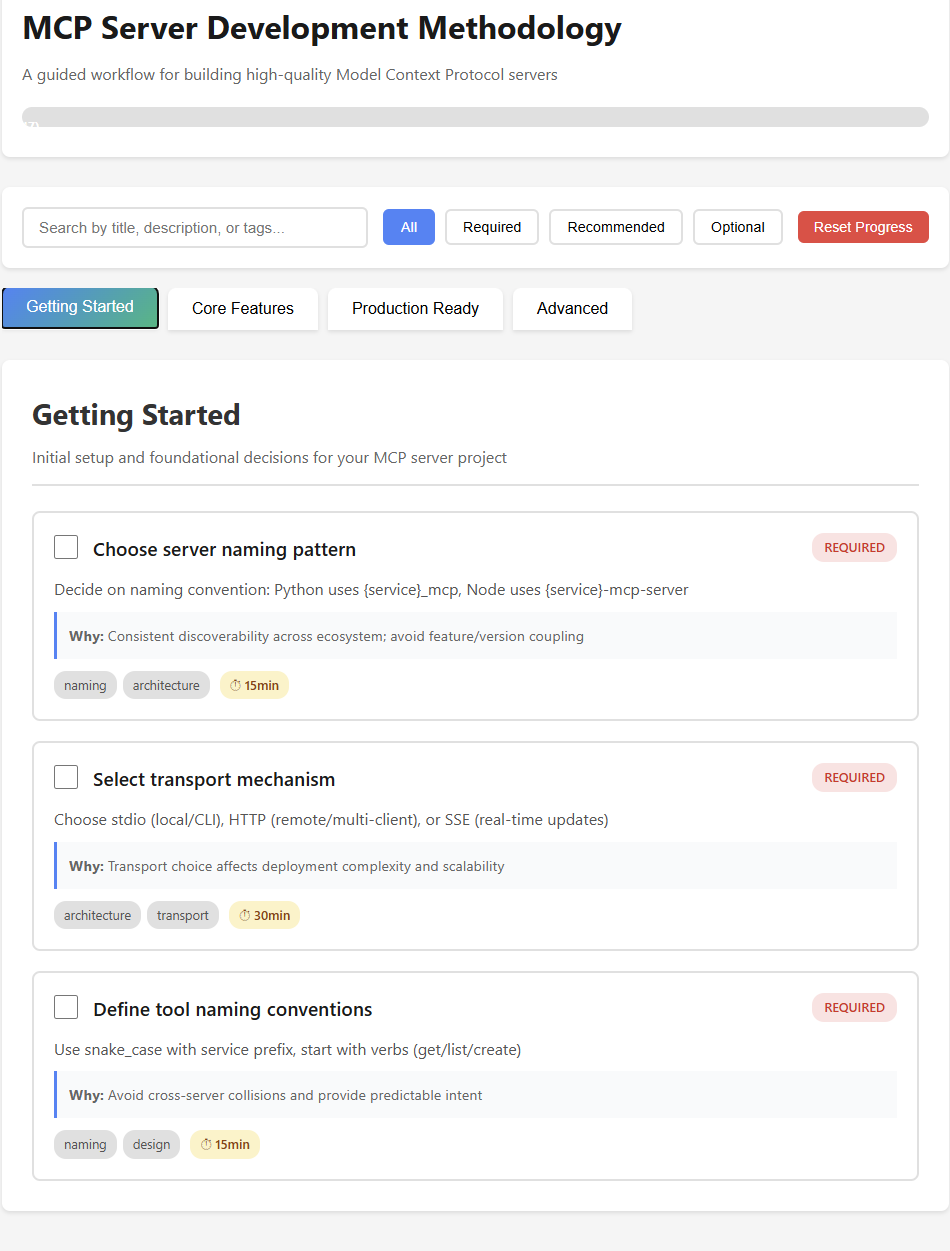 MCP Server Development Methodology
A guided workflow for building high-quality Model Context Protocol servers
Search by title, description, or tags...
All
Required
Recommended
Optional
Reset Progress
Getting Started
Core Features
Production Ready
Advanced
Getting Started
Initial setup and foundational decisions for your MCP server project
Choose server naming pattern
REQUIRED
Decide on naming convention: Python uses {service}_mcp, Node uses {service}-mcp-server
Why: Consistent discoverability across ecosystem; avoid feature/version coupling
naming
architecture
⏱ 15min
Select transport mechanism
REQUIRED
Choose stdio (local/CLI), HTTP (remote/multi-client), or SSE (real-time updates)
Why: Transport choice affects deployment complexity and scalability
architecture
transport
⏱ 30min
Define tool naming conventions
REQUIRED
Use snake_case with service prefix, start with verbs (get/list/create)
Why: Avoid cross-server collisions and provide predictable intent
naming
design
⏱ 15min